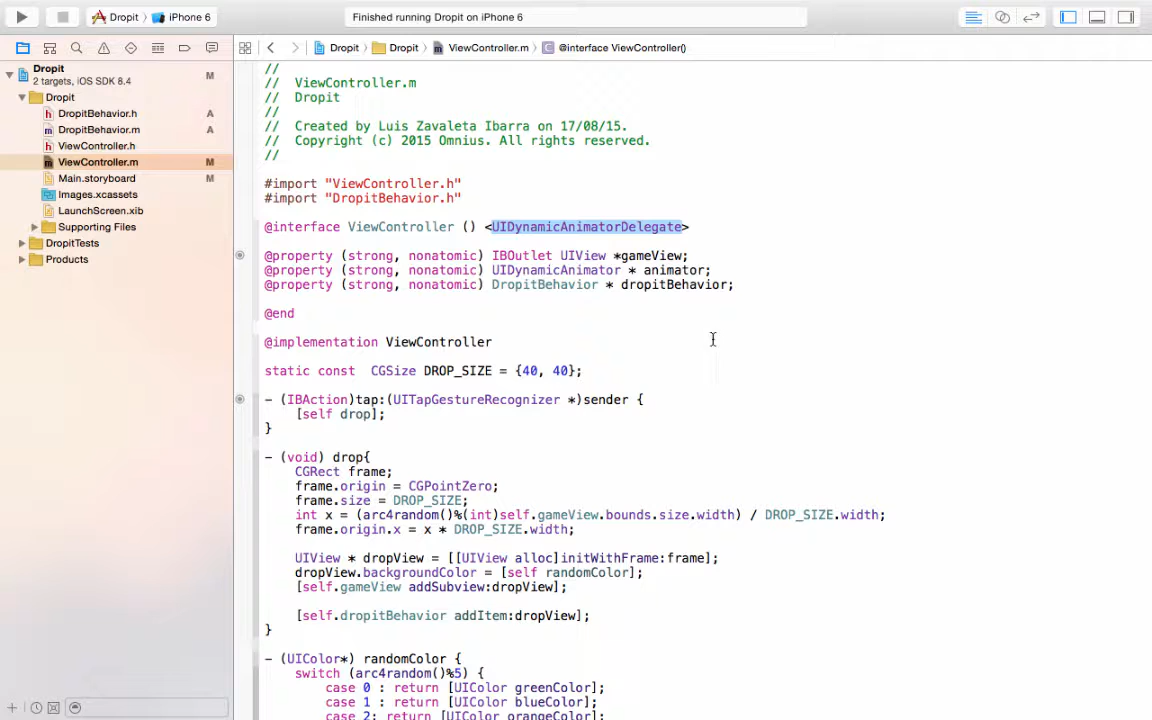 Dropit
iPhone 6
Finished running Dropit on iPhone 6
Dropit
Dropit
ViewController.m
C
@interface ViewController()
Dropit
M
2 targets, iOS SDK 8.4
Dropit
h
DropitBehavior.h
A
m
DropitBehavior.m
A
h
ViewController.h
m
ViewController.m
M
Main.storyboard
M
Images.xcassets
LaunchScreen.xib
Supporting Files
DropitTests
Products
//
//  ViewController.m
//  Dropit
//
//  Created by Luis Zavaleta Ibarra on 17/08/15.
//  Copyright (c) 2015 Omnius. All rights reserved.
//
#import "ViewController.h"
#import "DropitBehavior.h"
@interface ViewController () <UIDynamicAnimatorDelegate>
@property (strong, nonatomic) IBOutlet UIView *gameView;
@property (strong, nonatomic) UIDynamicAnimator * animator;
@property (strong, nonatomic) DropitBehavior * dropitBehavior;
@end
@implementation ViewController
static const  CGSize DROP_SIZE = {40, 40};
- (IBAction)tap:(UITapGestureRecognizer *)sender {
    [self drop];
}
- (void) drop{
    CGRect frame;
    frame.origin = CGPointZero;
    frame.size = DROP_SIZE;
    int x = (arc4random()%(int)self.gameView.bounds.size.width) / DROP_SIZE.width;
    frame.origin.x = x * DROP_SIZE.width;
    UIView * dropView = [[UIView alloc]initWithFrame:frame];
    dropView.backgroundColor = [self randomColor];
    [self.gameView addSubview:dropView];
    [self.dropitBehavior addItem:dropView];
}
- (UIColor*) randomColor {
    switch (arc4random()%5) {
        case 0 : return [UIColor greenColor];
        case 1 : return [UIColor blueColor];
        case 2: return [UIColor orangeColor];